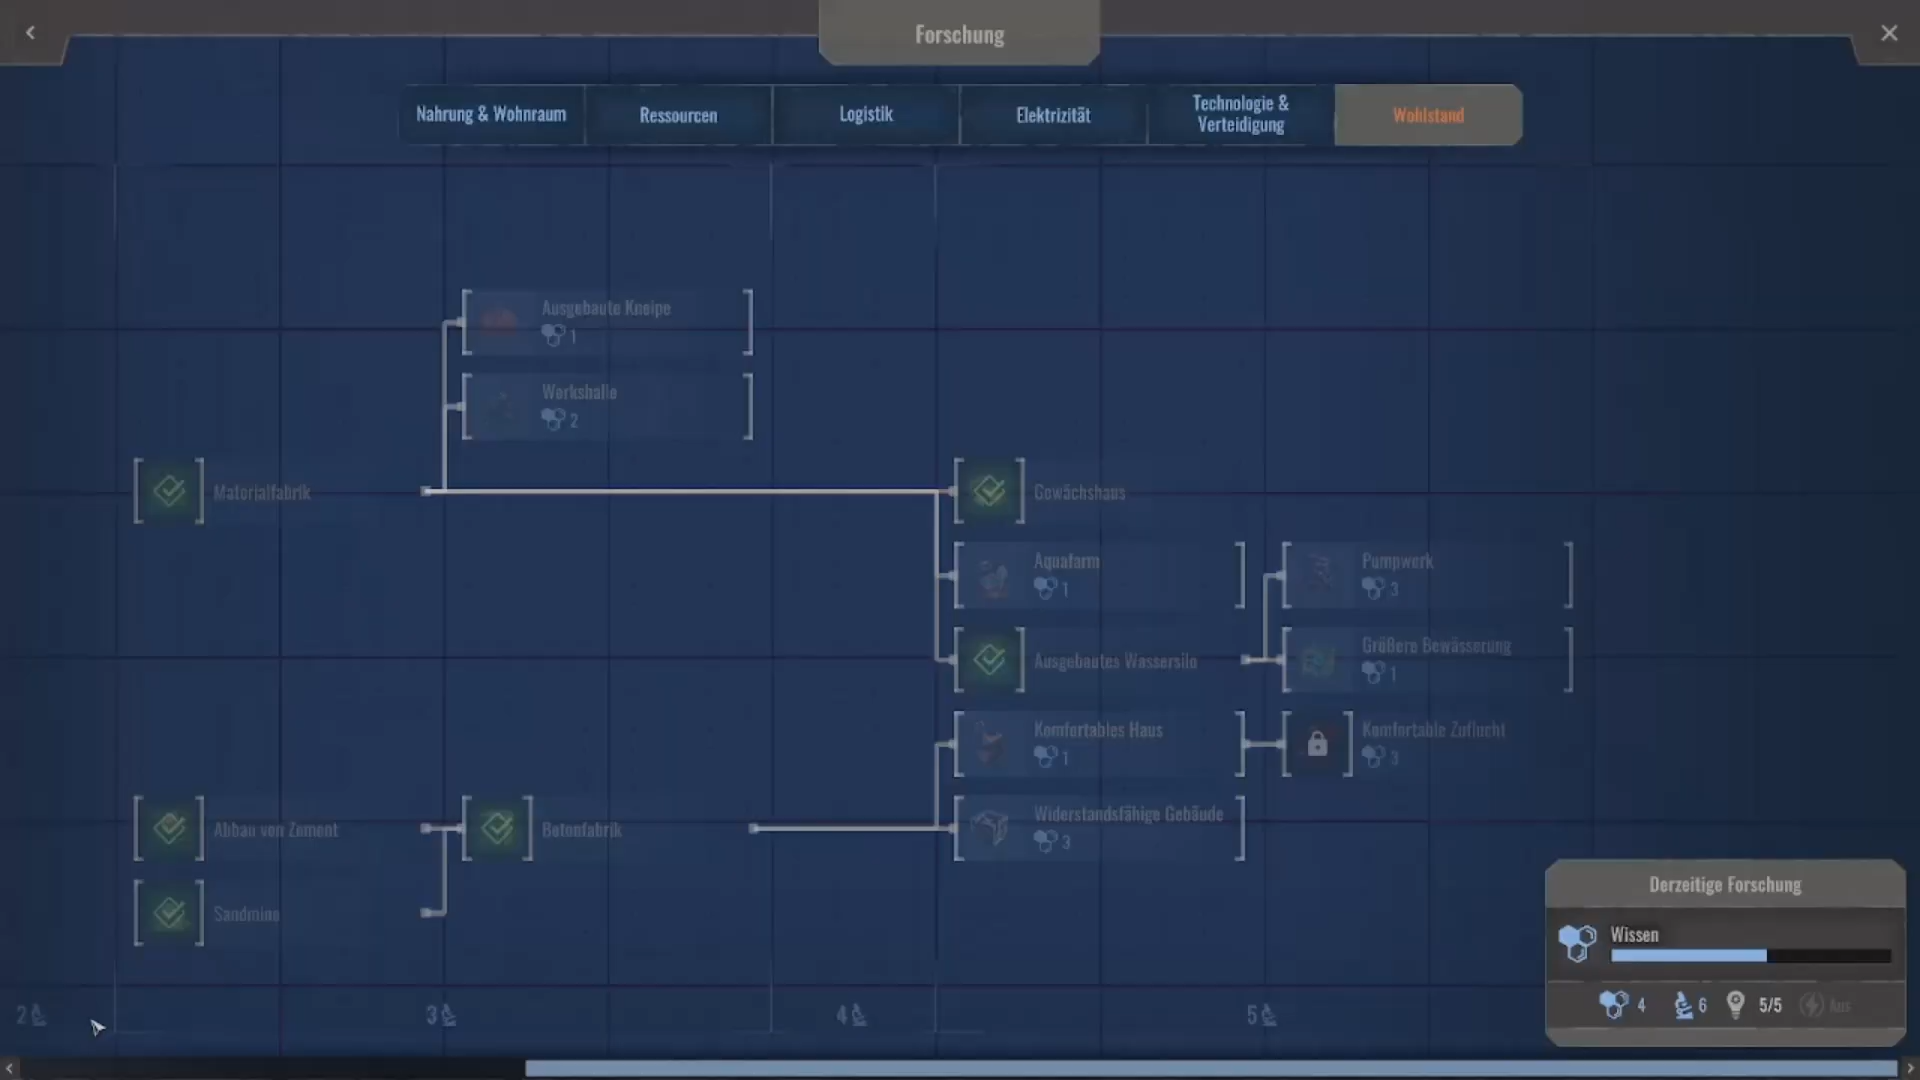 Forschung
Nahrung & Wohnraum
Ressourcen
Logistik
Elektrizität
Technologie &
Verteidigung
Wohlstand
Ausgebaute Kneipe
1
Werkshalle
2
Materialfabrik
Gewächshaus
Aquafarm
1
Pumpwerk
3
Ausgebautes Wassersilo
Größere Bewässerung
1
Komfortables Haus
1
Komfortable Zuflucht
3
Abbau von Zement
Betonfabrik
Widerstandsfähige Gebäude
3
Sandmine
Derzeitige Forschung
Wissen
4
6
5/5
Aus
2
3
4
5